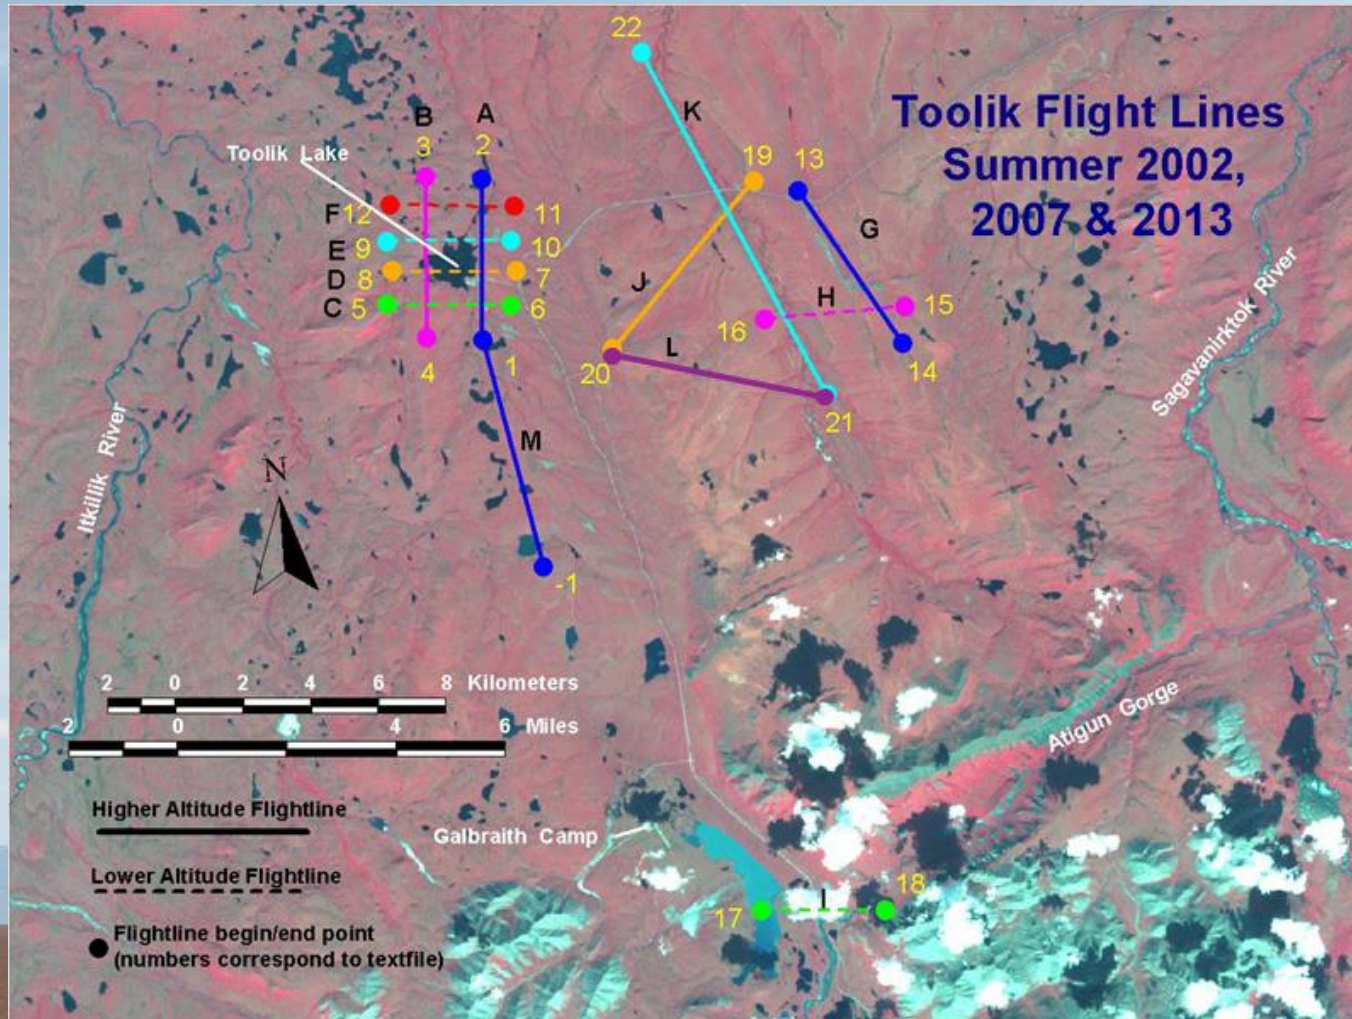 Toolik Flight Lines
Summer 2002,
2007 & 2013
22
K
B
A
3
2
Toolik Lake
19
13
F 12
11
G
E 9
10
D 8
7
J
C 5
6
H
15
16
L
4
1
20
14
21
M
Sagavanirktok River
Itkillik River
N
-1
2 0 2 4 6 8 Kilometers
2 0 4 6 Miles
Atigun Gorge
Higher Altitude Flightline
Galbraith Camp
Lower Altitude Flightline
17
I
18
Flightline begin/end point
(numbers correspond to textfile)